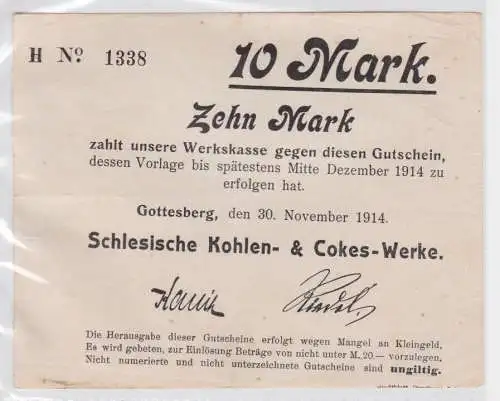 H No 1338
10 Mark.
Zehn Mark
zahlt unsere Werkskasse gegen diesen Gutschein,
dessen Vorlage bis spätestens Mitte Dezember 1914 zu
erfolgen hat.
Gottesberg, den 30. November 1914.
Schlesische Kohlen- & Cokes-Werke.
Die Herausgabe dieser Gutscheine erfolgt wegen Mangel an Kleingeld.
Es wird gebeten, zur Einlösung Beträge von nicht unter M. 20.— vorzulegen.
Nicht numerierte und nicht unterzeichnete Gutscheine sind ungiltig.